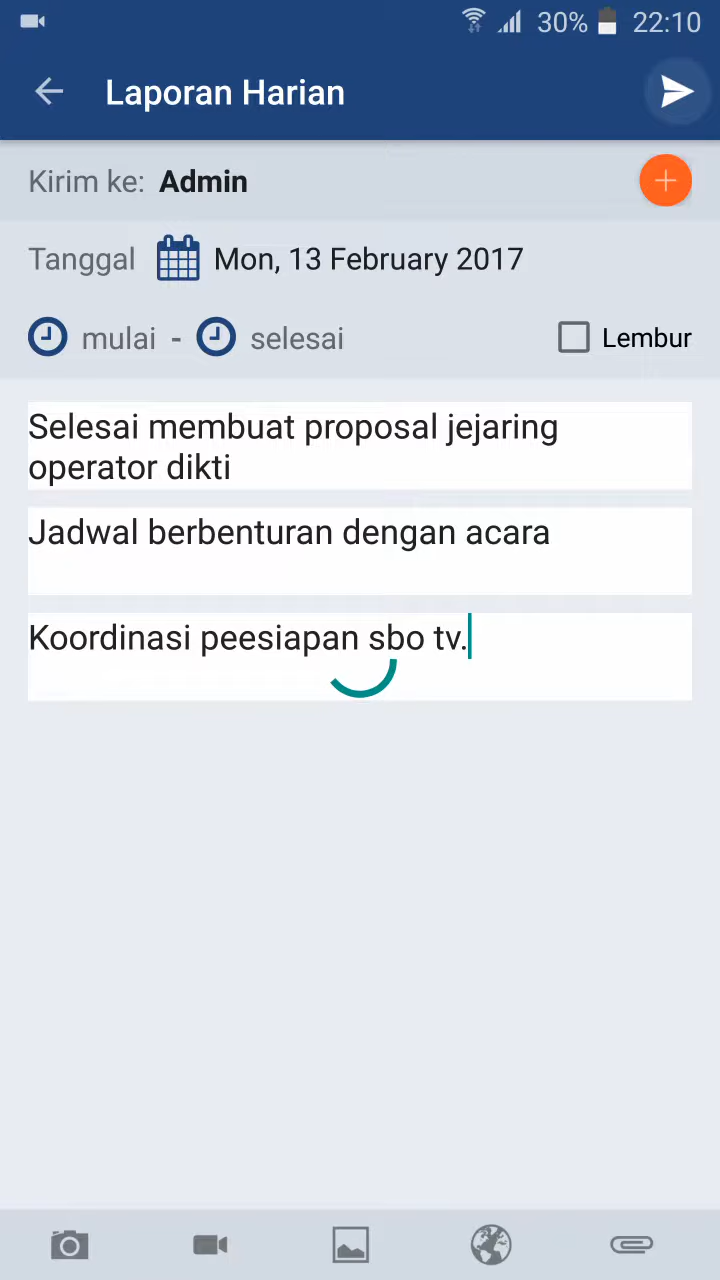 30% 22:10
Laporan Harian
Kirim ke: Admin
Tanggal Mon, 13 February 2017
mulai - selesai Lembur
Selesai membuat proposal jejaring
operator dikti
Jadwal berbenturan dengan acara
Koordinasi peesiapan sbo tv.